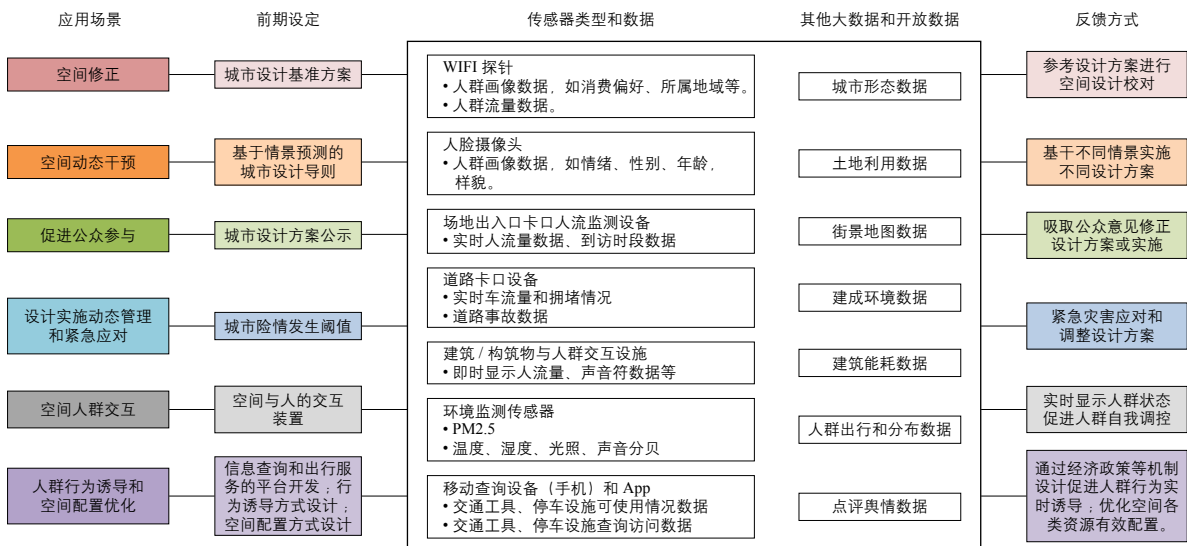 应用场景
前期设定
传感器类型和数据
其他大数据和开放数据
反馈方式
空间修正
城市设计基准方案
WIFI 探针
• 人群画像数据，如消费偏好、所属地域等。
• 人群流量数据。
城市形态数据
参考设计方案进行
空间设计校对
空间动态干预
基于情景预测的
城市设计导则
人脸摄像头
• 人群画像数据，如情绪、性别、年龄，
样貌。
土地利用数据
基干不同情景实施
不同设计方案
促进公众参与
城市设计方案公示
场地出入口卡口人流监测设备
• 实时人流量数据、到访时段数据
街景地图数据
吸取公众意见修正
设计方案或实施
设计实施动态管理
和紧急应对
城市险情发生阈值
道路卡口设备
• 实时车流量和拥堵情况
• 道路事故数据
建成环境数据
紧急灾害应对和
调整设计方案
建筑 / 构筑物与人群交互设施
• 即时显示人流量、声音符数据等
建筑能耗数据
空间人群交互
空间与人的交互
装置
环境监测传感器
• PM2.5
• 温度、湿度、光照、声音分贝
人群出行和分布数据
实时显示人群状态
促进人群自我调控
人群行为诱导和
空间配置优化
信息查询和出行服
务的平台开发；行
为诱导方式设计；
空间配置方式设计
移动查询设备（手机）和 App
• 交通工具、停车设施可使用情况数据
• 交通工具、停车设施查询访问数据
点评舆情数据
通过经济政策等机制
设计促进人群行为实
时诱导；优化空间各
类资源有效配置。